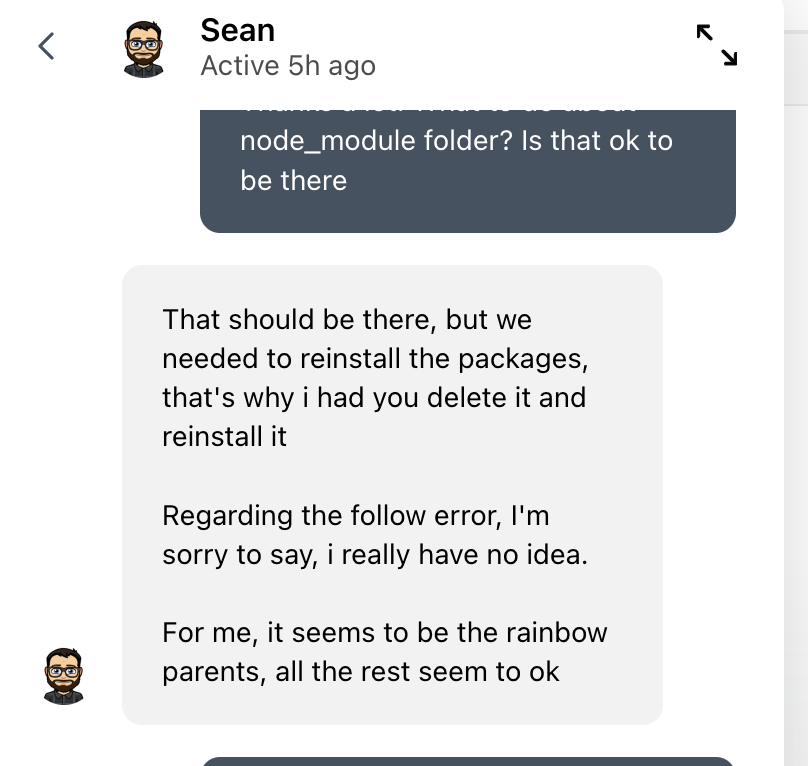 Sean
Active 5h ago
node_module folder? Is that ok to
be there
That should be there, but we
needed to reinstall the packages,
that's why i had you delete it and
reinstall it
Regarding the follow error, I'm
sorry to say, i really have no idea.
For me, it seems to be the rainbow
parents, all the rest seem to ok